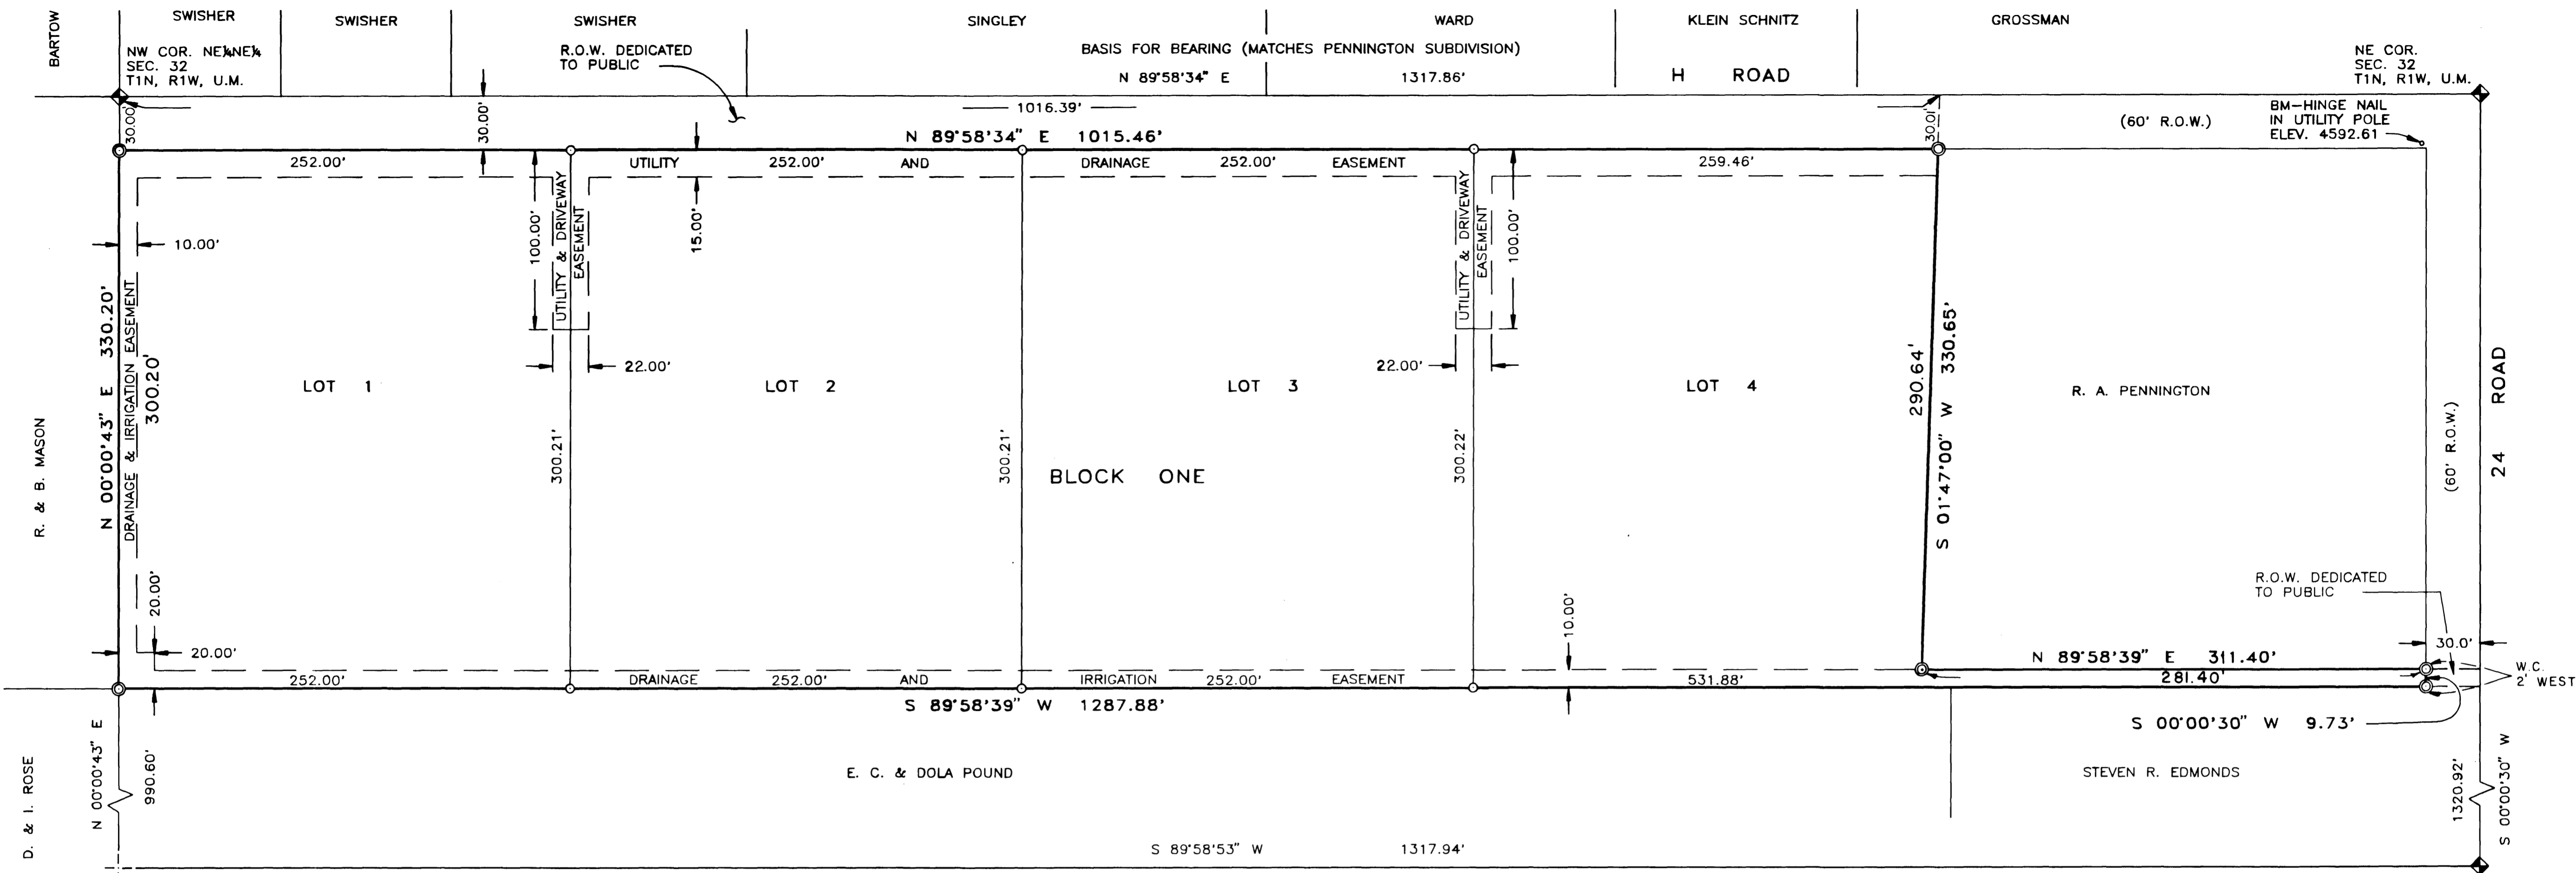 BARTOW
SWISHER
SWISHER
SWISHER
SINGLEY
WARD
KLEIN SCHNITZ
GROSSMAN
NW COR. NE¼NE¼
SEC. 32
T1N, R1W, U.M.
R.O.W. DEDICATED
TO PUBLIC
BASIS FOR BEARING (MATCHES PENNINGTON SUBDIVISION)
N 89°58'34" E 1317.86'
H ROAD
NE COR.
SEC. 32
T1N, R1W, U.M.
30.00'
30.00'
1016.39'
30.01'
(60' R.O.W.)
BM-HINGE NAIL
IN UTILITY POLE
ELEV. 4592.61
N 89°58'34" E 1015.46'
252.00' UTILITY 252.00' AND DRAINAGE 252.00' EASEMENT 259.46'
100.00'
UTILITY & DRIVEWAY
EASEMENT
15.00'
UTILITY & DRIVEWAY
EASEMENT
100.00'
10.00'
22.00'
22.00'
R. & B. MASON
N 00°00'43" E 330.20'
DRAINAGE & IRRIGATION EASEMENT
300.20'
LOT 1
LOT 2
LOT 3
LOT 4
290.64'
S 01°47'00" W 330.65'
R. A. PENNINGTON
(60' R.O.W.)
24 ROAD
300.21'
300.21'
BLOCK ONE
300.22'
20.00'
20.00'
10.00'
R.O.W. DEDICATED
TO PUBLIC
30.0'
N 89°58'39" E 311.40'
281.40'
W.C.
2' WEST
252.00' DRAINAGE 252.00' AND IRRIGATION 252.00' EASEMENT 531.88'
S 89°58'39" W 1287.88'
S 00°00'30" W 9.73'
D. & I. ROSE
N 00°00'43" E
990.60'
E. C. & DOLA POUND
STEVEN R. EDMONDS
1320.92'
S 00°00'30" W
S 89°58'53" W 1317.94'